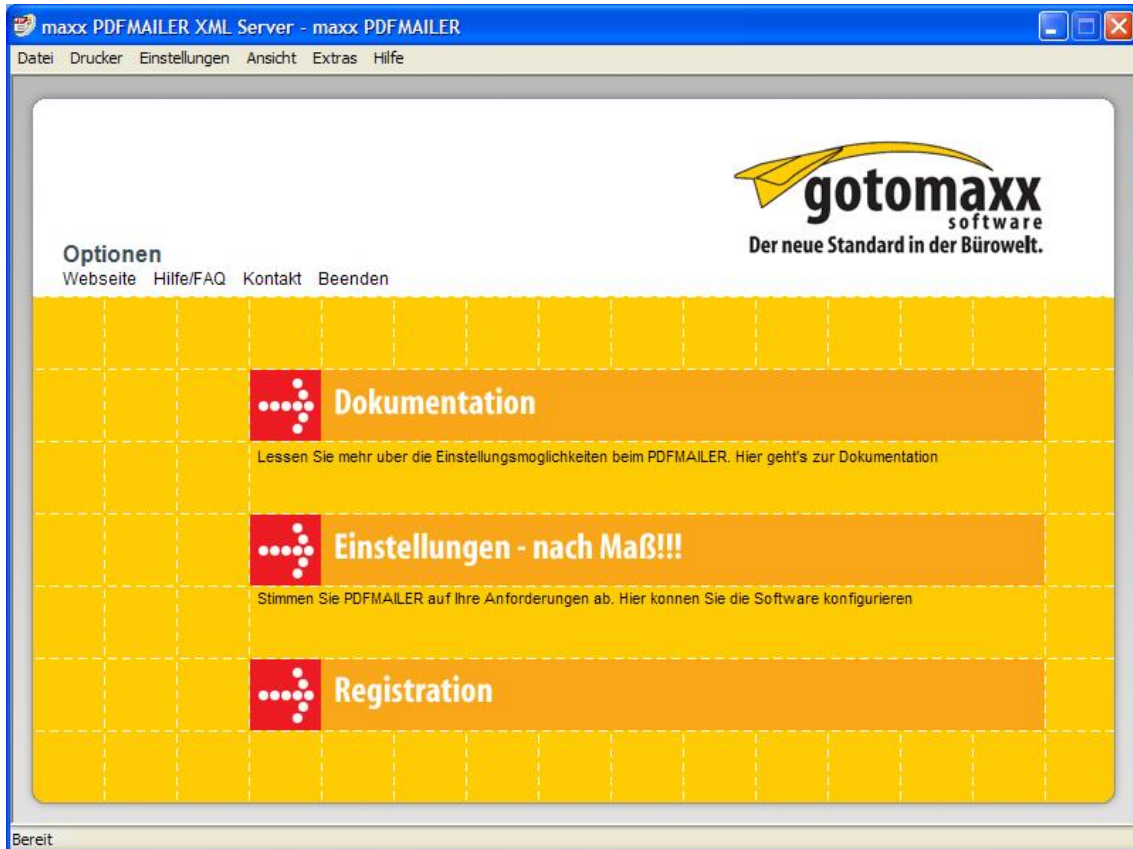 maxx PDFMAILER XML Server - maxx PDFMAILER
Datei Drucker Einstellungen Ansicht Extras Hilfe
gotomaxx
software
Der neue Standard in der Bürowelt.
Optionen
Webseite Hilfe/FAQ Kontakt Beenden
Dokumentation
Lessen Sie mehr uber die Einstellungsmoglichkeiten beim PDFMAILER. Hier geht's zur Dokumentation
Einstellungen - nach Maß!!!
Stimmen Sie PDFMAILER auf Ihre Anforderungen ab. Hier konnen Sie die Software konfigurieren
Registration
Bereit